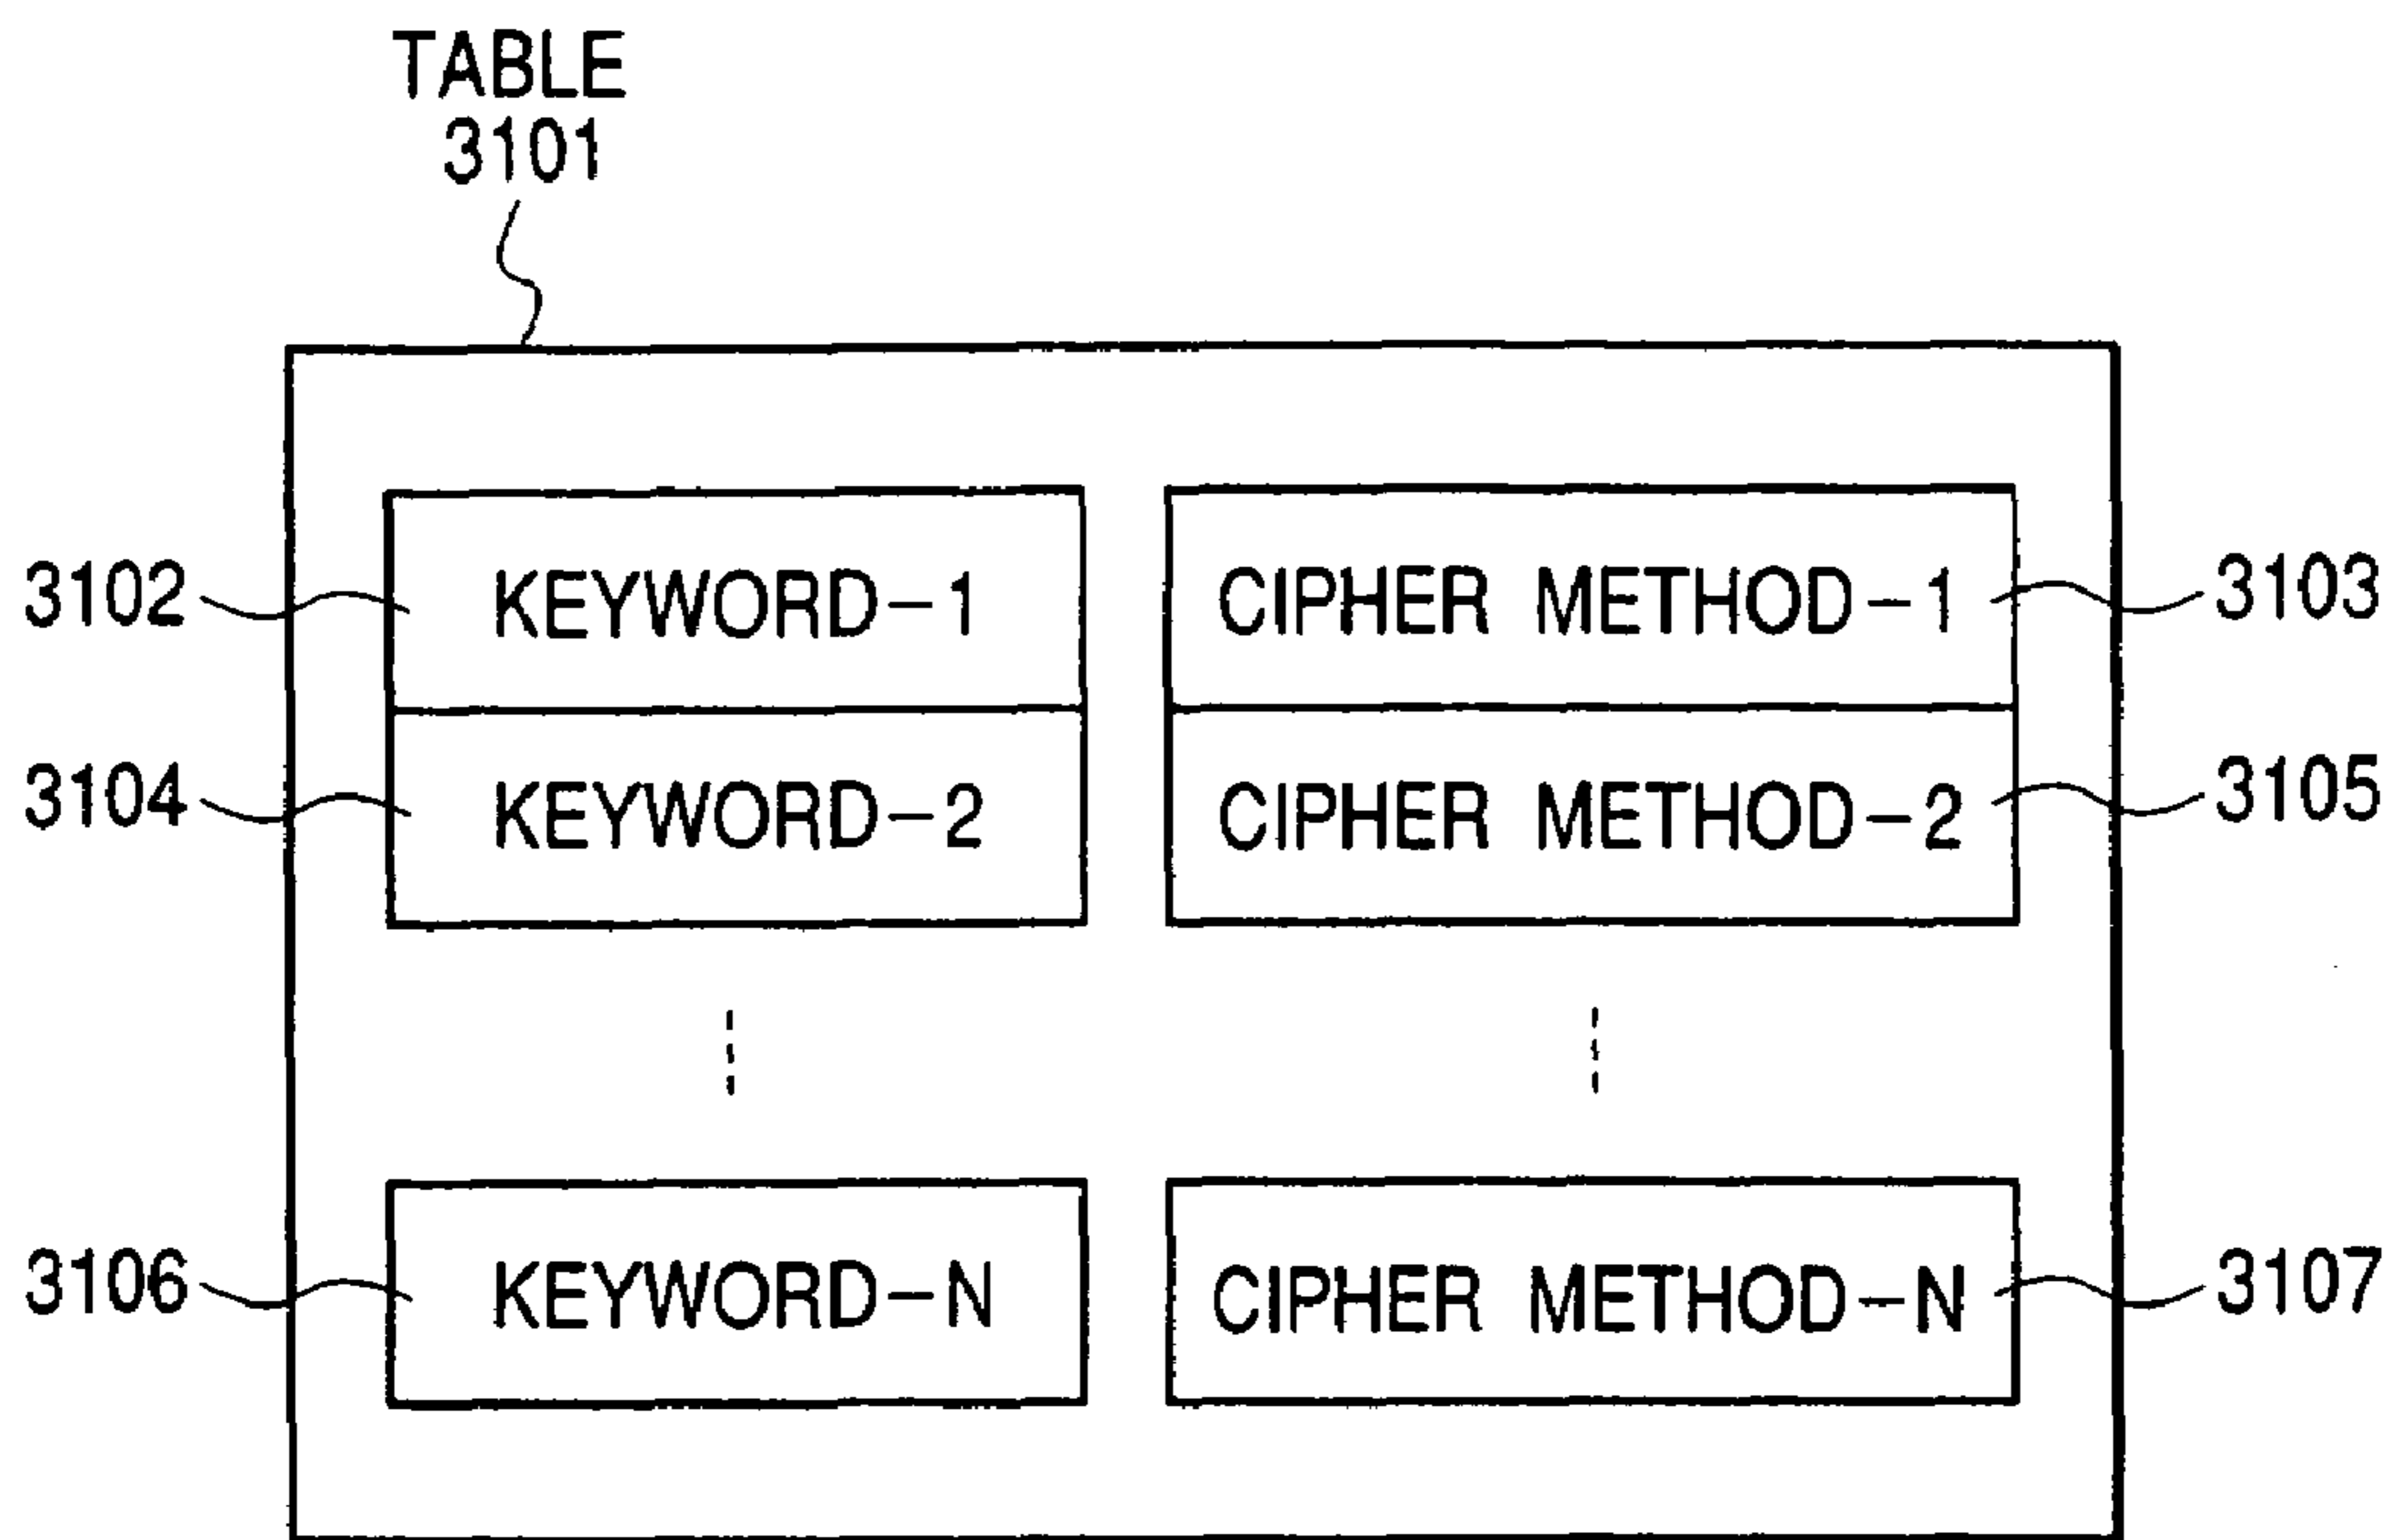 TABLE
3101
3102 KEYWORD-1 CIPHER METHOD-1 3103
3104 KEYWORD-2 CIPHER METHOD-2 3105
3106 KEYWORD-N CIPHER METHOD-N 3107